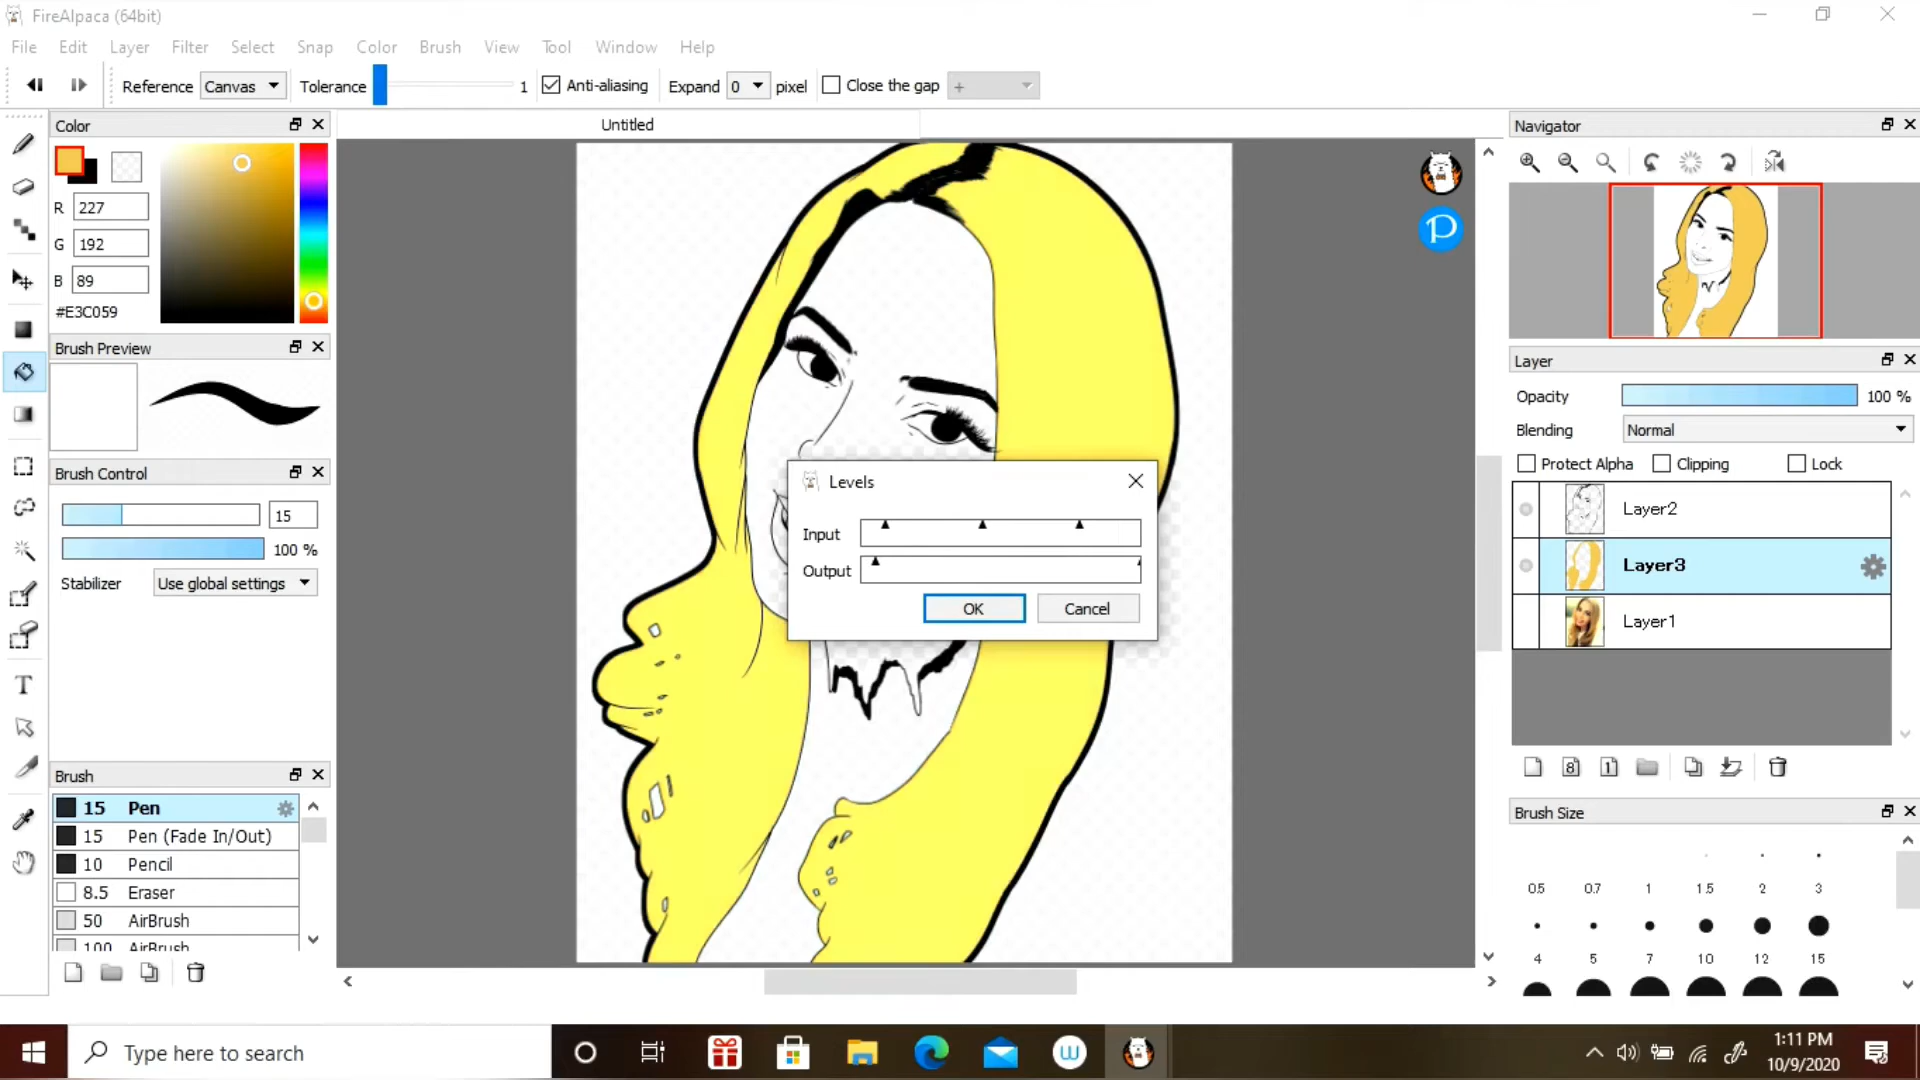 FireAlpaca (64bit)
File Edit Layer Filter Select Snap Color Brush View Tool Window Help
Reference Canvas Tolerance 1 Anti-aliasing Expand 0 pixel Close the gap +
Color
R 227
G 192
B 89
#E3C059
Brush Preview
Brush Control
15
100 %
Stabilizer Use global settings
Brush
15 Pen
15 Pen (Fade In/Out)
10 Pencil
8.5 Eraser
50 AirBrush
100 AirBrush
Untitled
Levels
Input
Output
OK Cancel
Navigator
Layer
Opacity 100 %
Blending Normal
Protect Alpha Clipping Lock
Layer2
Layer3
Layer1
8 1
Brush Size
0.5 0.7 1 1.5 2 3
4 5 7 10 12 15
Type here to search
1:11 PM
10/9/2020